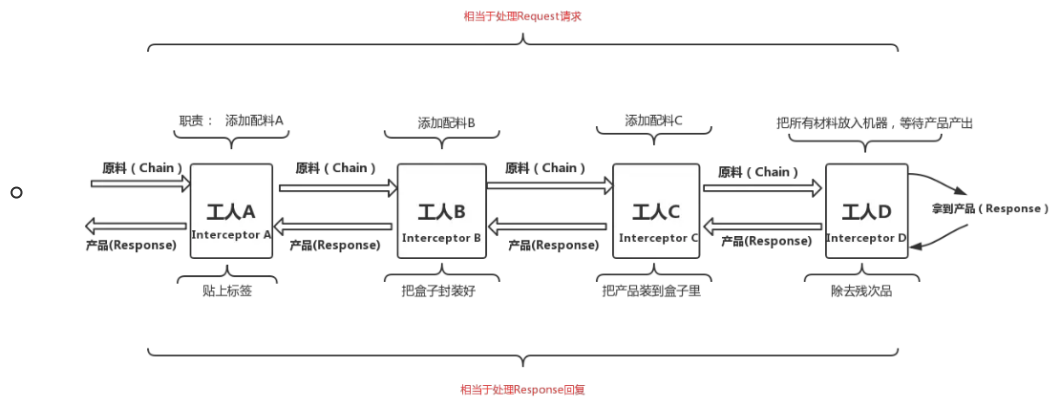 相当于处理Request请求
职责： 添加配料A
添加配料B
添加配料C
把所有材料放入机器，等待产品产出
原料（Chain）
原料（Chain）
原料（Chain）
原料（Chain）
工人A
Interceptor A
工人B
Interceptor B
工人C
Interceptor C
工人D
Interceptor D
拿到产品（Response）
产品(Response)
产品(Response)
产品(Response)
产品(Response)
贴上标签
把盒子封装好
把产品装到盒子里
除去残次品
相当于处理Response回复